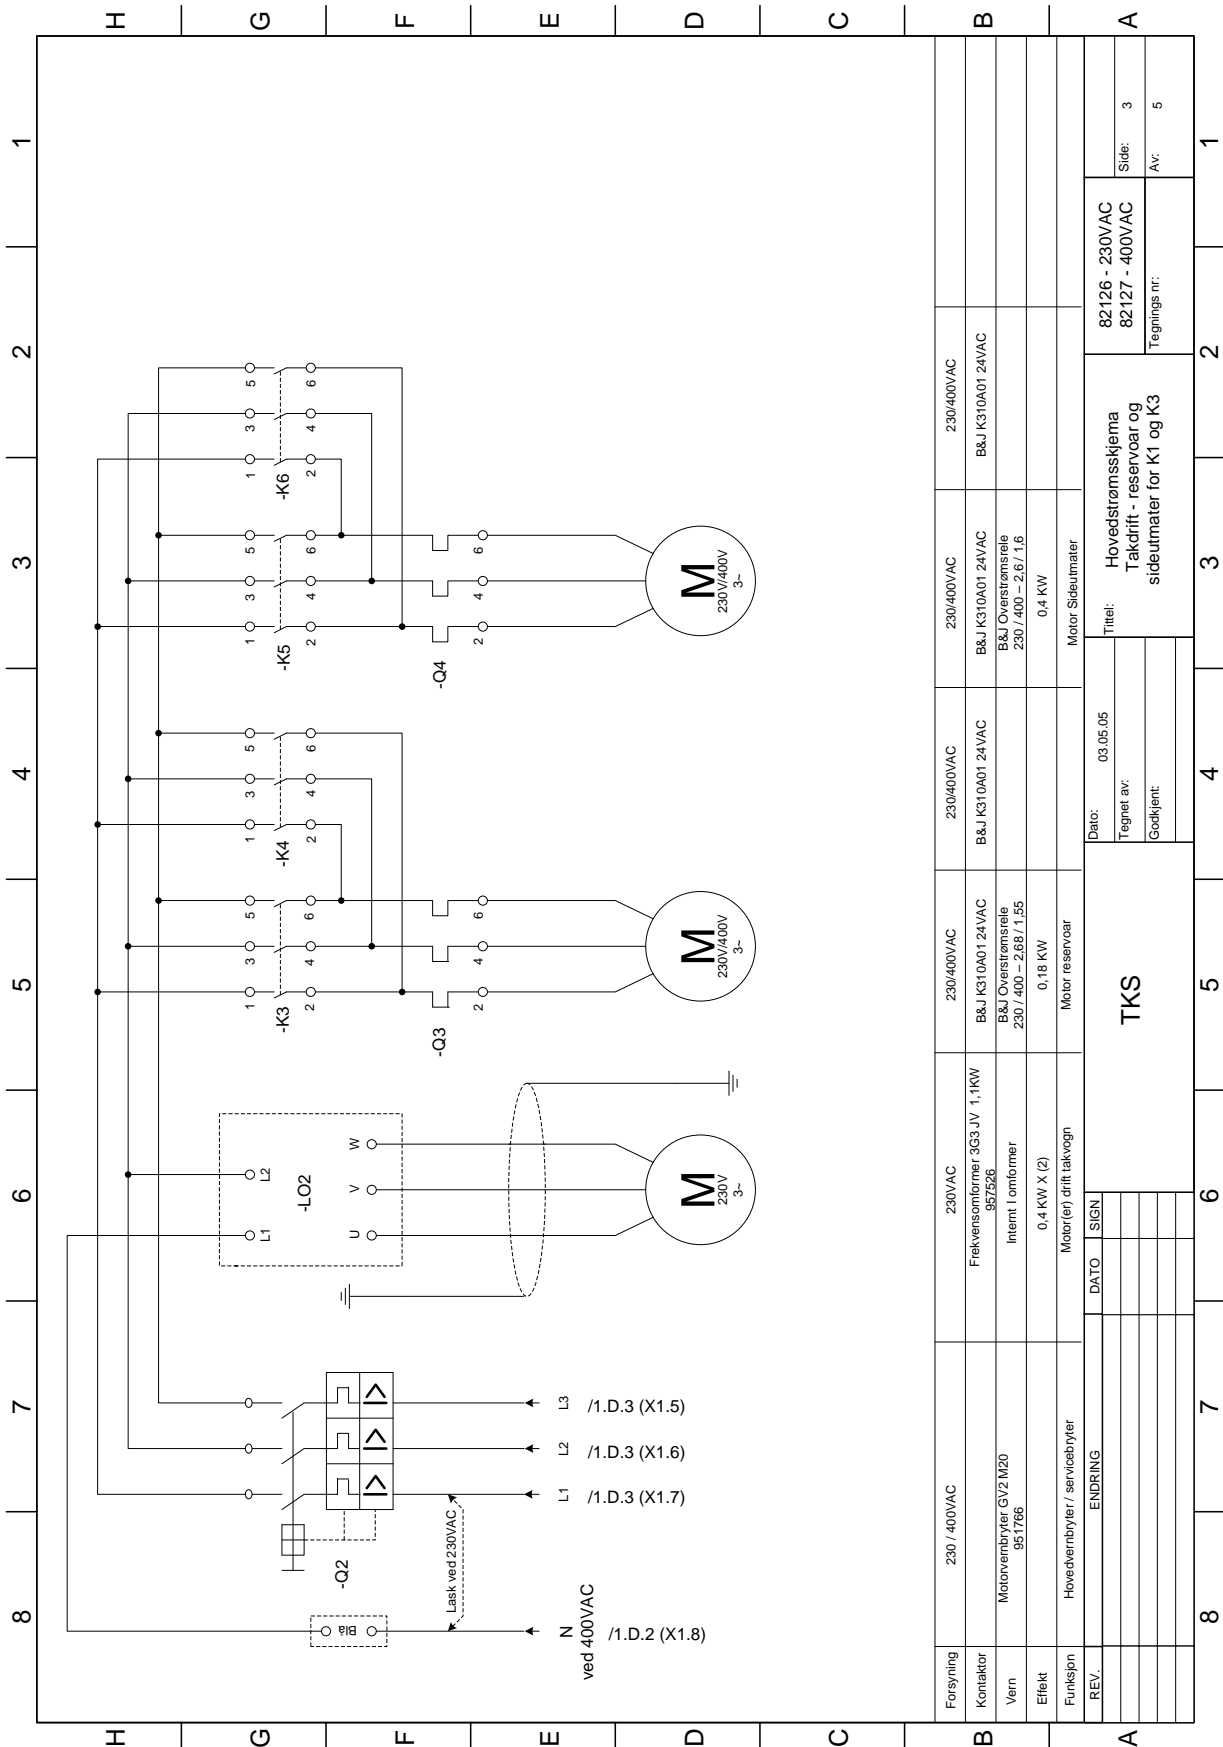 8 7 6 5 4 3 2 1
H
G
F
E
D
C
B
A
-Q2
Blå
Lask ved 230VAC
N
ved 400VAC
/1.D.2 (X1.8)
L1 /1.D.3 (X1.7)
L2 /1.D.3 (X1.6)
L3 /1.D.3 (X1.5)
L1 L2
-LO2
U V W
M
230V
3~
1 3 5
-K3
2 4 6
-Q3
2 4 6
M
230V/400V
3~
1 3 5
-K4
2 4 6
1 3 5
-K5
2 4 6
-Q4
2 4 6
M
230V/400V
3~
1 3 5
-K6
2 4 6
Forsyning 230 / 400VAC 230VAC 230/400VAC 230/400VAC 230/400VAC 230/400VAC
Kontaktor Frekvensomformer 3G3 JV 1,1KW
957526
B&J K310A01 24VAC B&J K310A01 24VAC B&J K310A01 24VAC B&J K310A01 24VAC
Vern Motorvernbryter GV2 M20
951766
Internt I omformer
B&J Overstrømsrele
230 / 400 – 2,68 / 1,55
B&J Overstrømsrele
230 / 400 – 2,6 / 1,6
Effekt 0,4 KW X (2) 0,18 KW 0,4 KW
Funksjon Hovedvernbryter / servicebryter Motor(er) drift takvogn Motor reservoar Motor Sideutmater
REV. ENDRING DATO SIGN
TKS
Dato: 03.05.05
Tegnet av:
Godkjent:
Tittel:
Hovedstrømsskjema
Takdrift - reservoar og
sideutmater for K1 og K3
82126 - 230VAC
82127 - 400VAC
Tegnings nr:
Side: 3
Av: 5
8 7 6 5 4 3 2 1
H
G
F
E
D
C
B
A